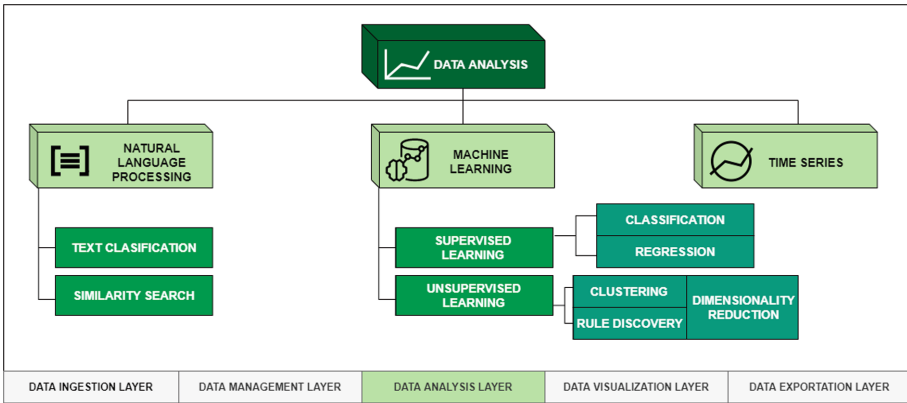 DATA ANALYSIS
NATURAL
LANGUAGE
PROCESSING
MACHINE
LEARNING
TIME SERIES
TEXT CLASIFICATION
SIMILARITY SEARCH
SUPERVISED
LEARNING
CLASSIFICATION
REGRESSION
UNSUPERVISED
LEARNING
CLUSTERING
RULE DISCOVERY
DIMENSIONALITY
REDUCTION
DATA INGESTION LAYER
DATA MANAGEMENT LAYER
DATA ANALYSIS LAYER
DATA VISUALIZATION LAYER
DATA EXPORTATION LAYER